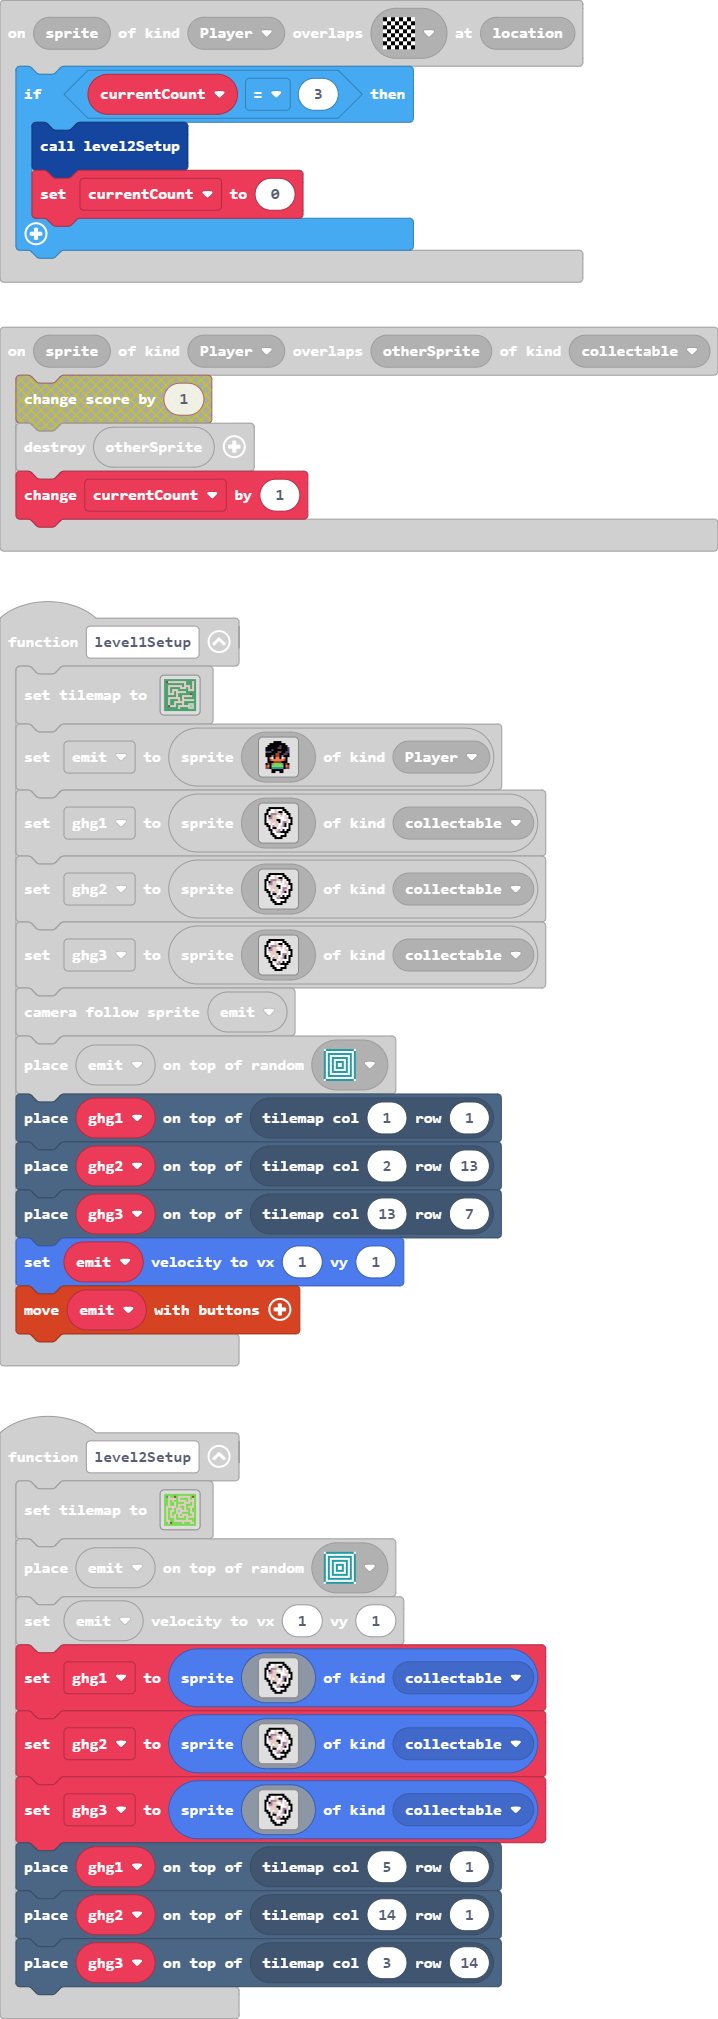 on sprite of kind Player overlaps at location
if currentCount = 3 then
call level2Setup
set currentCount to 0
on sprite of kind Player overlaps otherSprite of kind collectable
change score by 1
destroy otherSprite
change currentCount by 1
function level1Setup
set tilemap to
set emit to sprite of kind Player
set ghg1 to sprite of kind collectable
set ghg2 to sprite of kind collectable
set ghg3 to sprite of kind collectable
camera follow sprite emit
place emit on top of random
place ghg1 on top of tilemap col 1 row 1
place ghg2 on top of tilemap col 2 row 13
place ghg3 on top of tilemap col 13 row 7
set emit velocity to vx 1 vy 1
move emit with buttons
function level2Setup
set tilemap to
place emit on top of random
set emit velocity to vx 1 vy 1
set ghg1 to sprite of kind collectable
set ghg2 to sprite of kind collectable
set ghg3 to sprite of kind collectable
place ghg1 on top of tilemap col 5 row 1
place ghg2 on top of tilemap col 14 row 1
place ghg3 on top of tilemap col 3 row 14